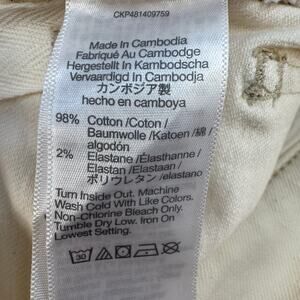 CKP481409759
Made In Cambodia
Fabriqué Au Cambodge
Hergestellt In Kambodscha
Vervaardigd In Cambodja
カンボジア製
hecho en camboya
98% Cotton /Coton /
Baumwolle /Katoen /綿 /
algodón
2% Elastane /Élasthanne /
Elastan /Elastaan /
ポリウレタン /elastano
Turn Inside Out. Machine
Wash Cold With Like Colors.
Non-Chlorine Bleach Only.
Tumble Dry Low. Iron On
Lowest Setting.
30